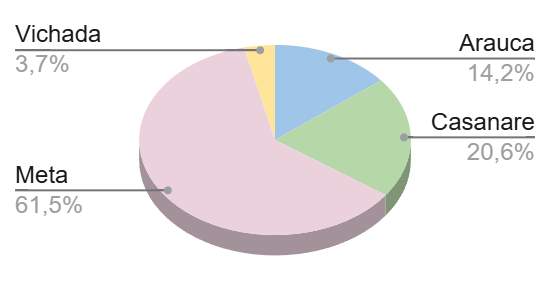 Vichada
3,7%
Arauca
14,2%
Casanare
20,6%
Meta
61,5%